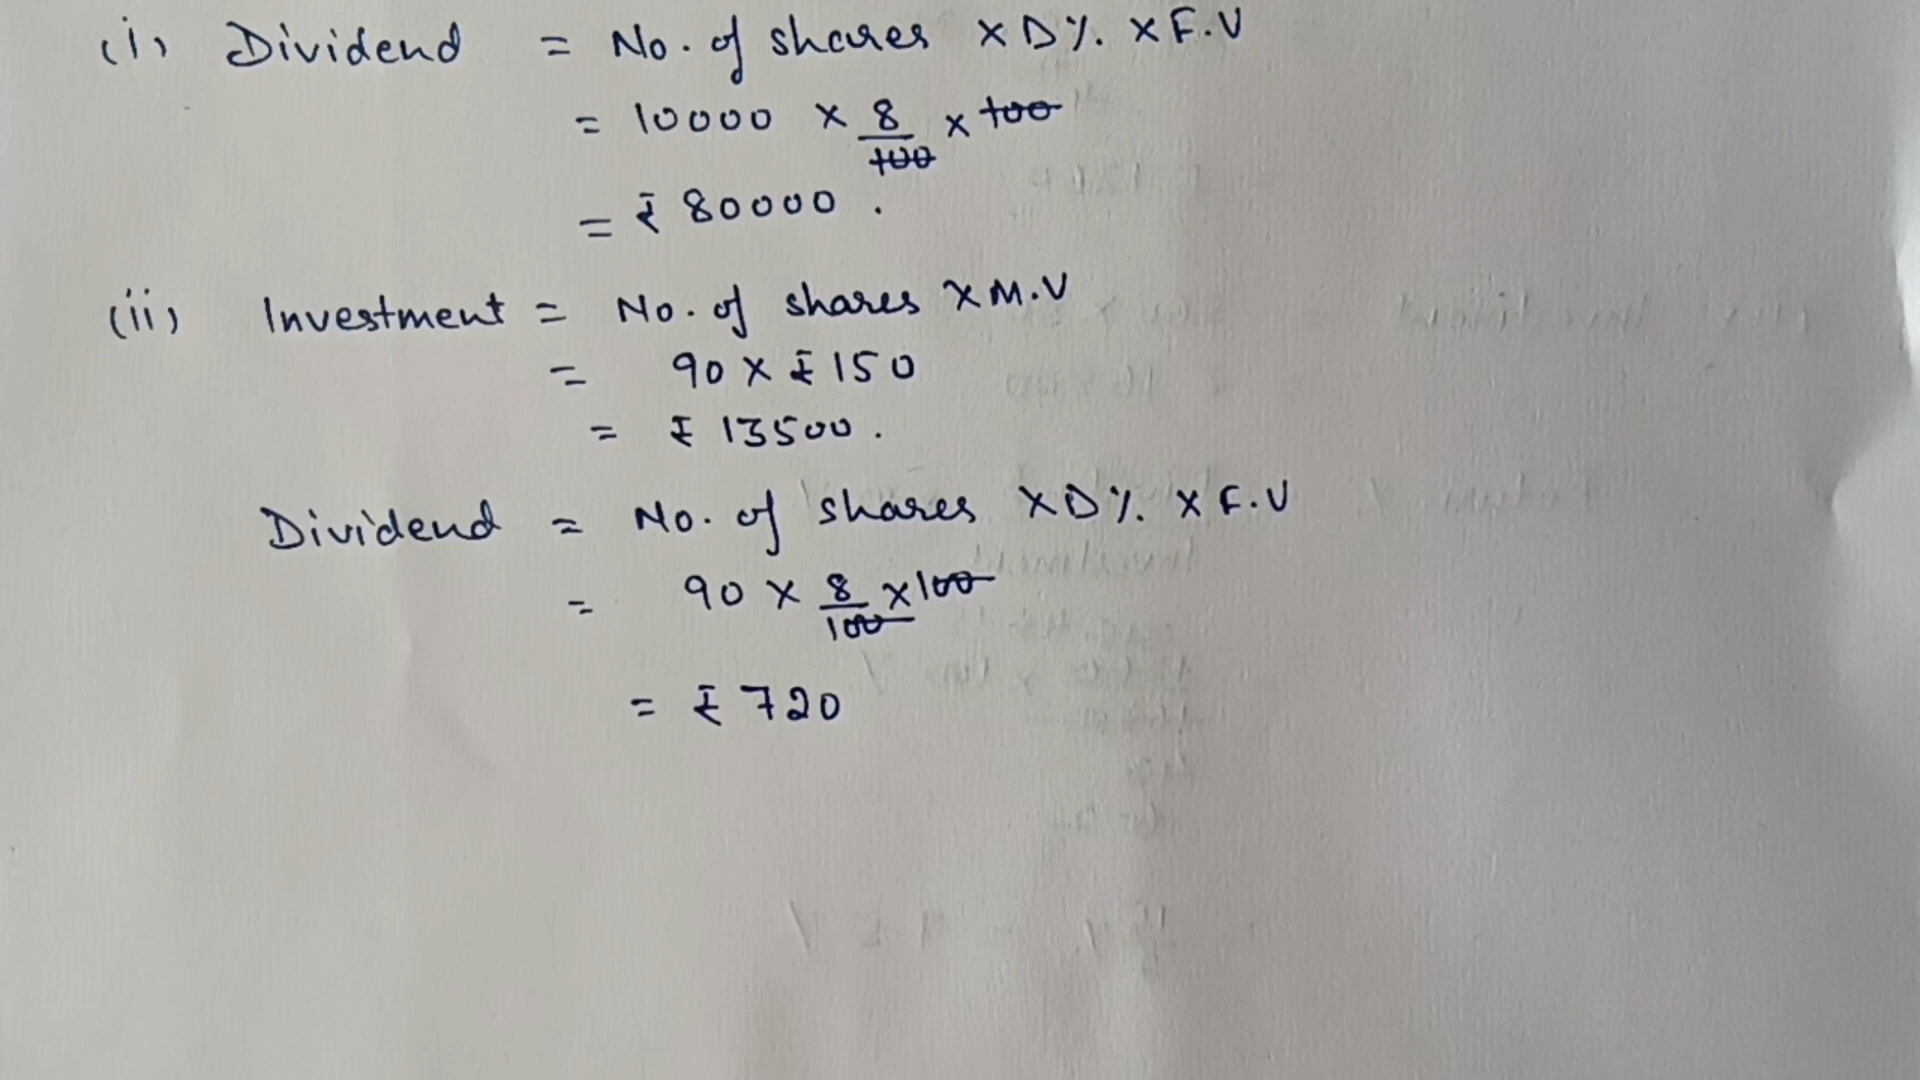 (i) Dividend = No. of shares × D% × F.V
= 10000 × 8/100 × 100
= ₹ 80000.
(ii) Investment = No. of shares × M.V
= 90 × ₹ 150
= ₹ 13500.
Dividend = No. of shares × D% × F.V
= 90 × 8/100 × 100
= ₹ 720